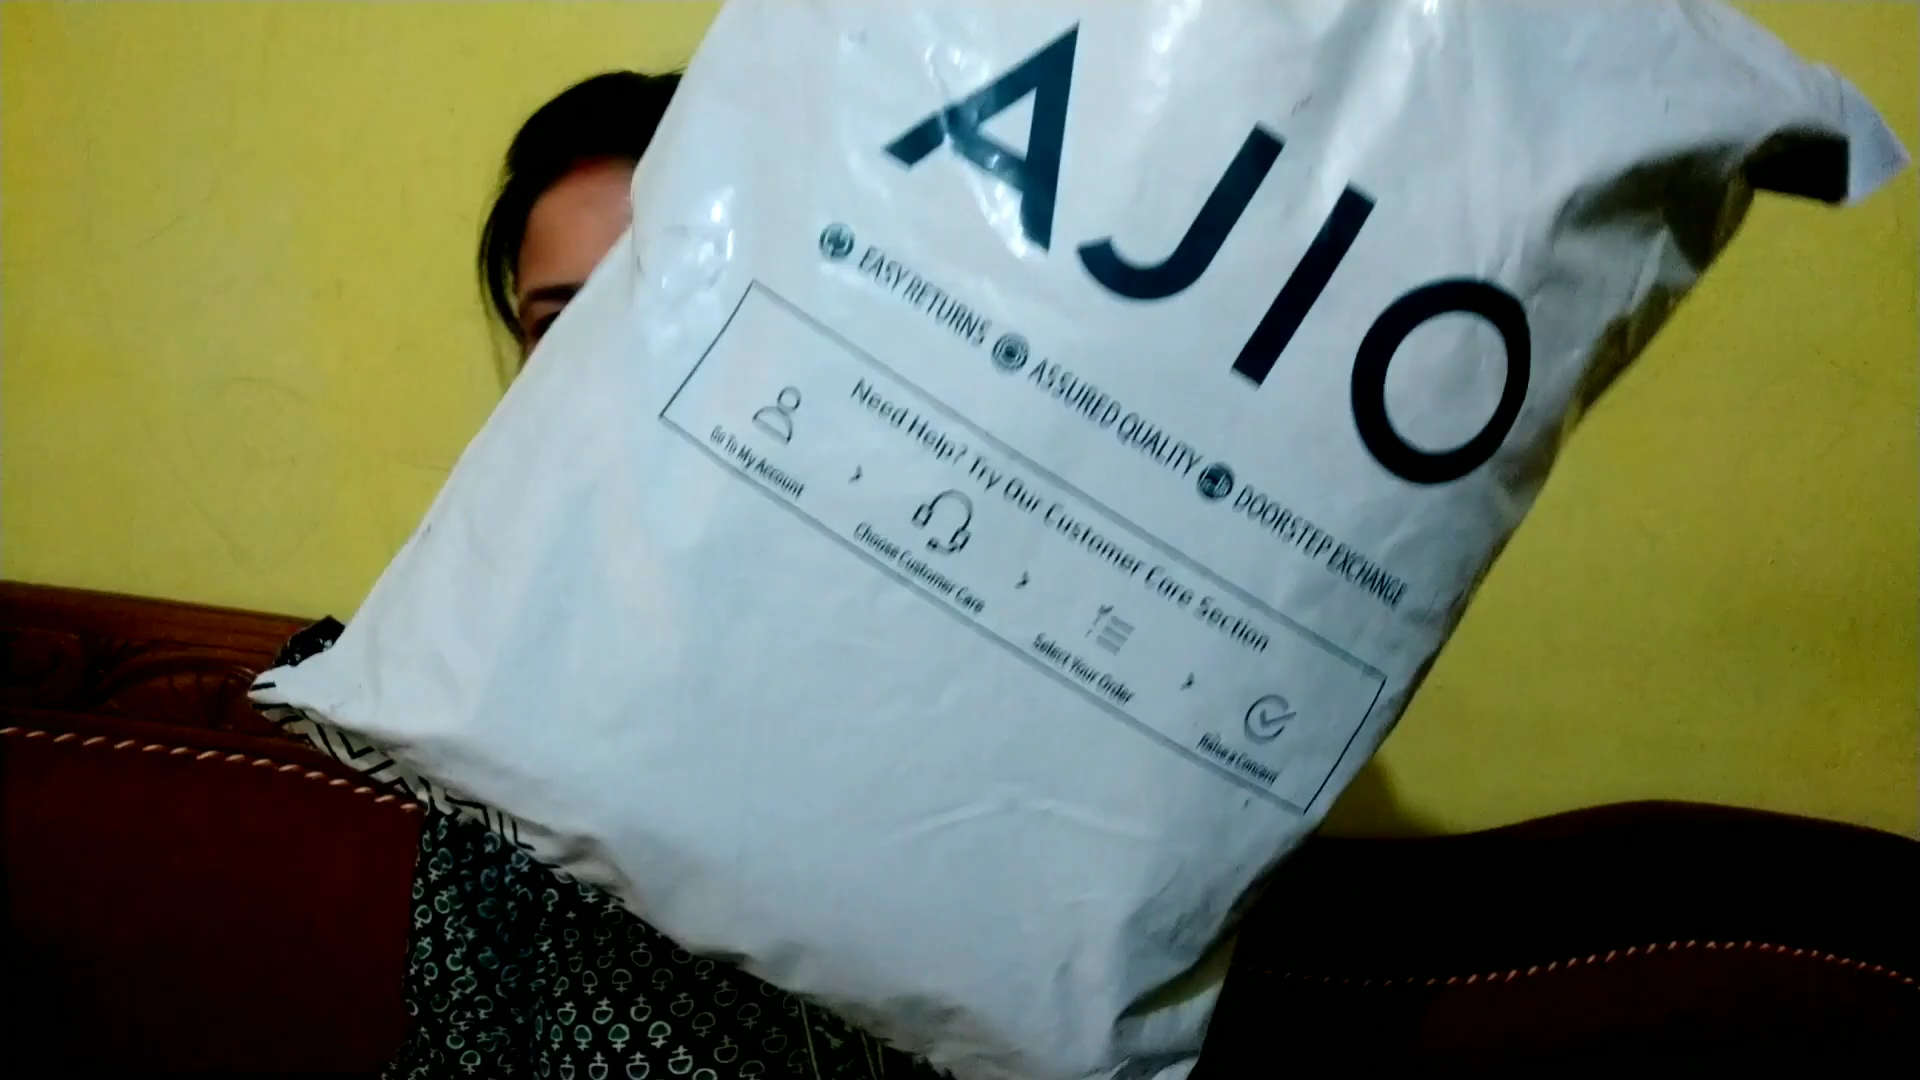 AJIO
EASY RETURNS ASSURED QUALITY DOORSTEP EXCHANGE
Need Help? Try Our Customer Care Section
Go To My Account > Choose Customer Care > Select Your Order > Raise a Concern